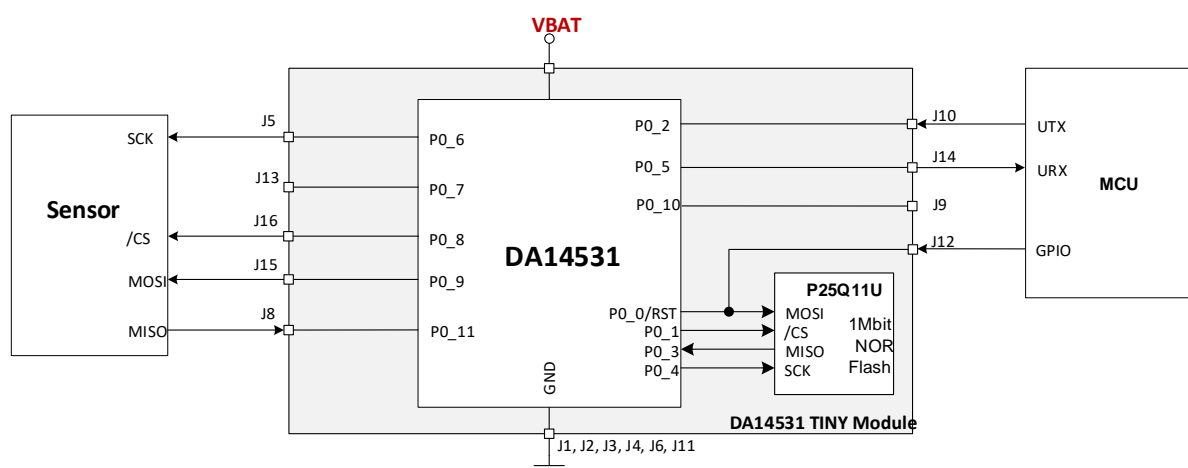 VBAT
Sensor
SCK
/CS
MOSI
MISO
J5
J13
J16
J15
J8
P0_6
P0_7
P0_8
P0_9
P0_11
DA14531
GND
P0_2
P0_5
P0_10
P0_0/RST
P0_1
P0_3
P0_4
P25Q11U
MOSI
/CS
MISO
SCK
1Mbit
NOR
Flash
DA14531 TINY Module
J10
J14
J9
J12
UTX
URX
MCU
GPIO
J1, J2, J3, J4, J6, J11